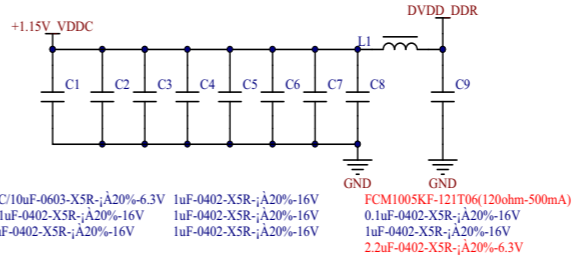 DVDD_DDR
+1.15V_VDDC
L1
C1 C2 C3 C4 C5 C6 C7 C8 C9
GND GND
C/10uF-0603-X5R-¡À20%-6.3V 1uF-0402-X5R-¡À20%-16V FCM1005KF-121T06(120ohm-500mA)
1uF-0402-X5R-¡À20%-16V 1uF-0402-X5R-¡À20%-16V 0.1uF-0402-X5R-¡À20%-16V
uF-0402-X5R-¡À20%-16V 1uF-0402-X5R-¡À20%-16V 1uF-0402-X5R-¡À20%-16V
2.2uF-0402-X5R-¡À20%-6.3V